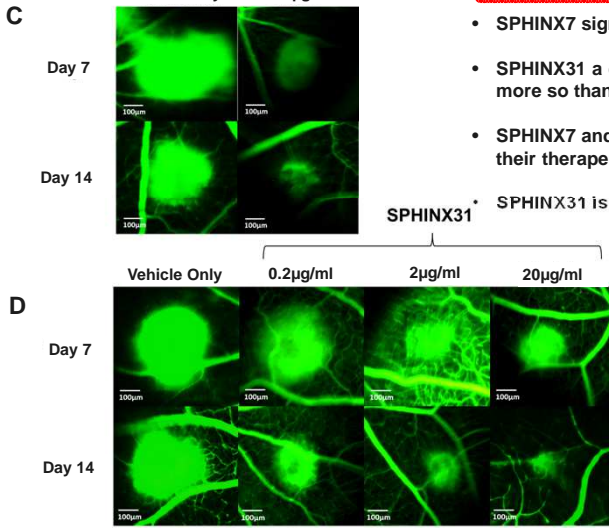 C
Day 7
100µm
100µm
Day 14
100µm
100µm
• SPHINX7
• SPHINX31 a
more so than
• SPHINX7 and
their
• SPHINX31 is
SPHINX31
Vehicle Only 0.2µg/ml 2µg/ml 20µg/ml
D
Day 7
100µm 100µm 100µm 100µm
Day 14
100µm 100µm 100µm 100µm